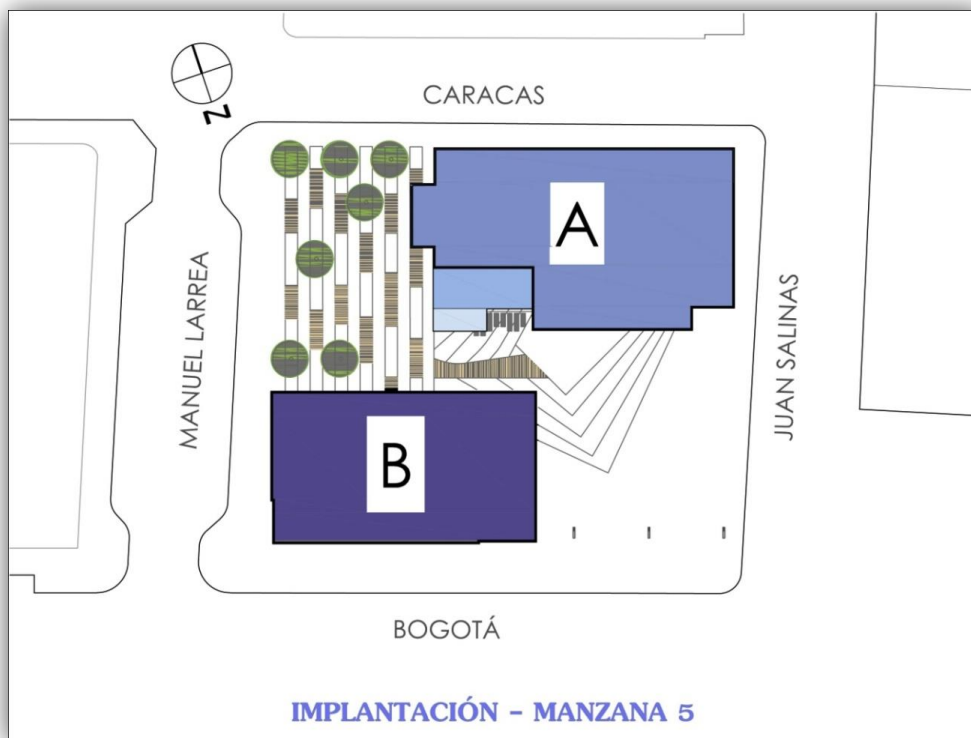 CARACAS
N
A
MANUEL LARREA
JUAN SALINAS
B
BOGOTÁ
IMPLANTACIÓN – MANZANA 5